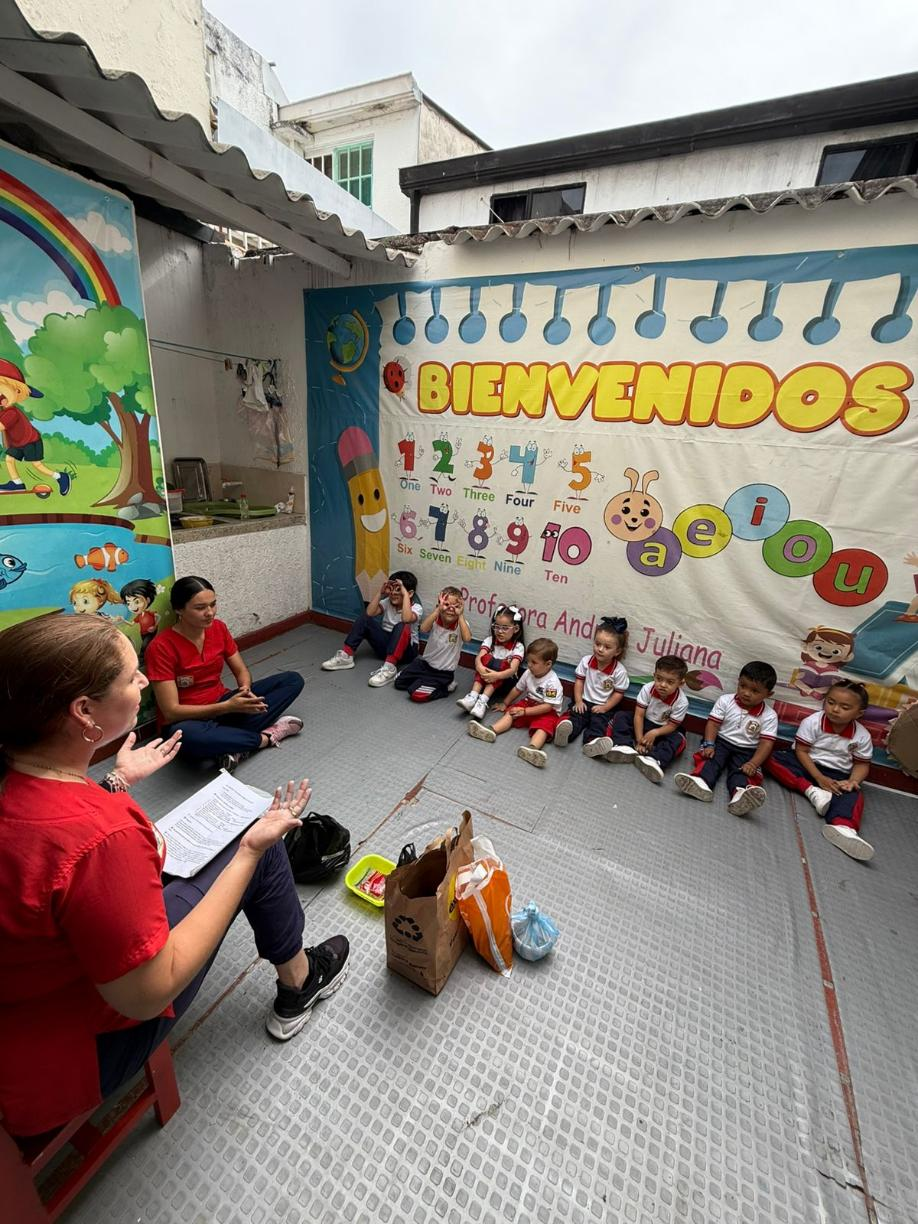 BIENVENIDOS
1 2 3 4 5
One Two Three Four Five
6 7 8 9 10
Six Seven Eight Nine Ten
a e i o u
Profesora And
Juliana